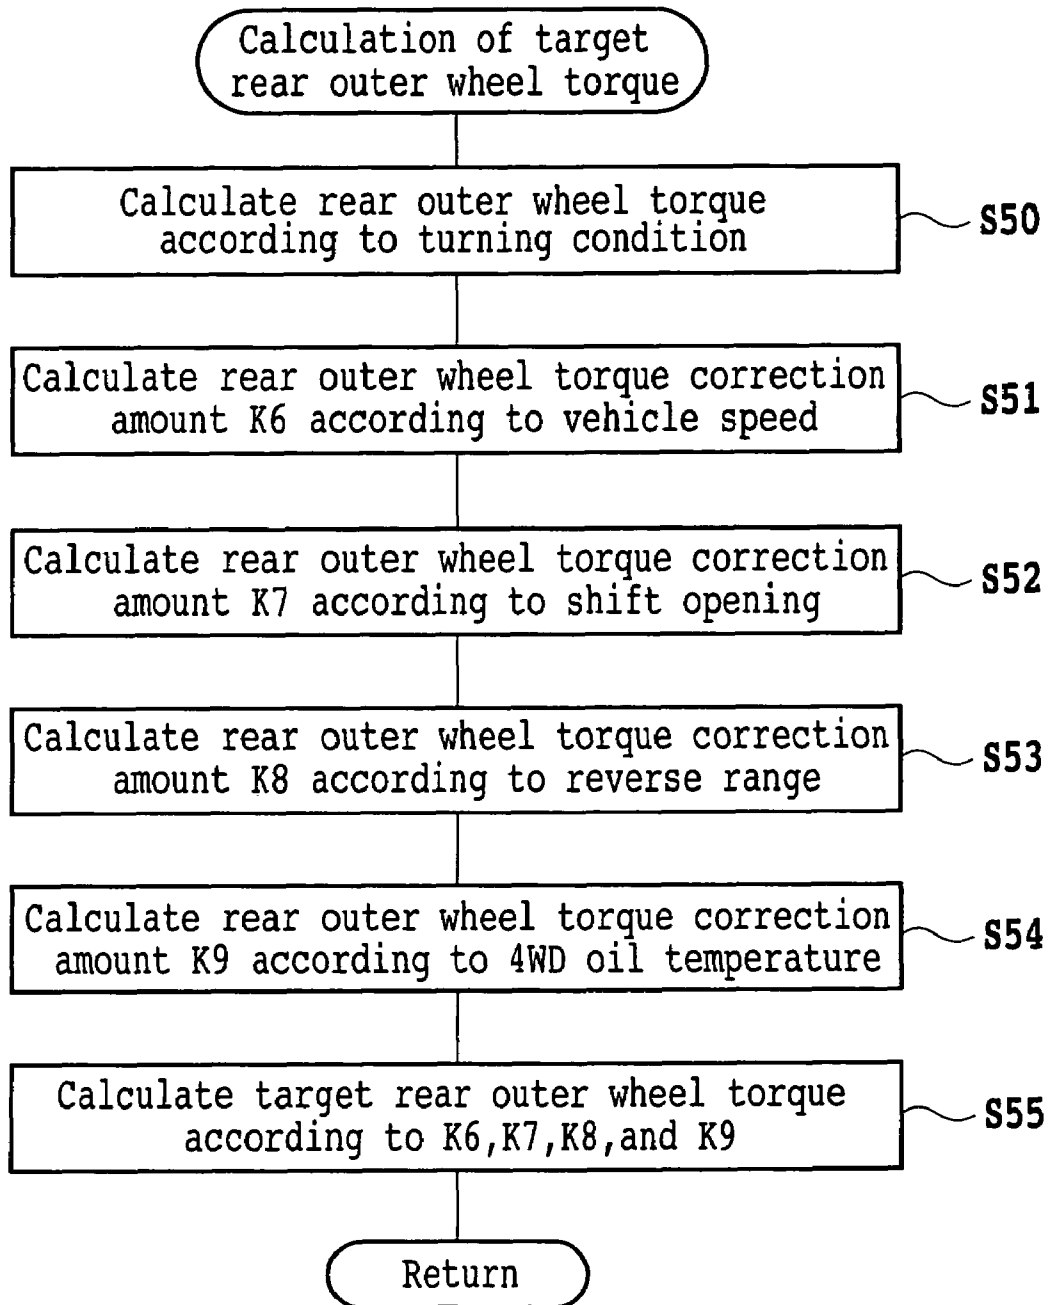 Calculation of target
rear outer wheel torque
Calculate rear outer wheel torque
according to turning condition
S50
Calculate rear outer wheel torque correction
amount K6 according to vehicle speed
S51
Calculate rear outer wheel torque correction
amount K7 according to shift opening
S52
Calculate rear outer wheel torque correction
amount K8 according to reverse range
S53
Calculate rear outer wheel torque correction
amount K9 according to 4WD oil temperature
S54
Calculate target rear outer wheel torque
according to K6,K7,K8,and K9
S55
Return